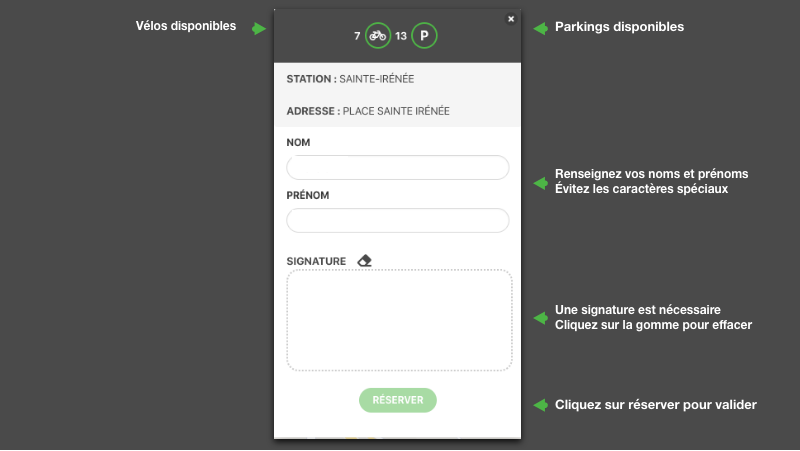 Vélos disponibles
7 13 P
×
Parkings disponibles
STATION : SAINTE-IRÉNÉE
ADRESSE : PLACE SAINTE IRÉNÉE
NOM
Renseignez vos noms et prénoms
Évitez les caractères spéciaux
PRÉNOM
SIGNATURE
Une signature est nécessaire
Cliquez sur la gomme pour effacer
RÉSERVER
Cliquez sur réserver pour valider